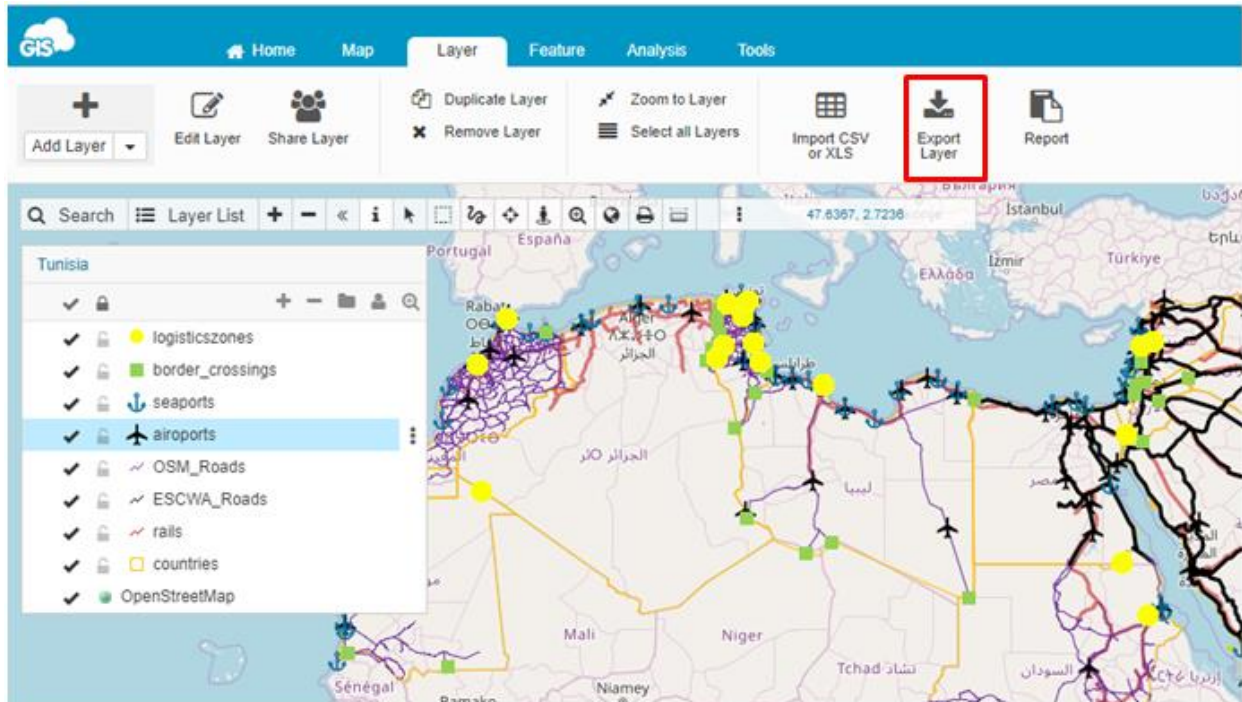 GIS
Home Map Layer Feature Analysis Tools
Add Layer
Edit Layer
Share Layer
Duplicate Layer
Remove Layer
Zoom to Layer
Select all Layers
Import CSV
or XLS
Export
Layer
Report
Search Layer List
47.6367, 2.7236
Tunisia
logisticszones
border_crossings
seaports
airoports
OSM_Roads
ESCWA_Roads
rails
countries
OpenStreetMap
Portugal
España
Istanbul
İzmir
Türkiye
Ελλάδα
Rabat
Alger
الجزائر
طرابلس
ليبيا
مصر
Mali
Niger
Tchad تشاد
السودان
Sénégal
Niamey
Bamako